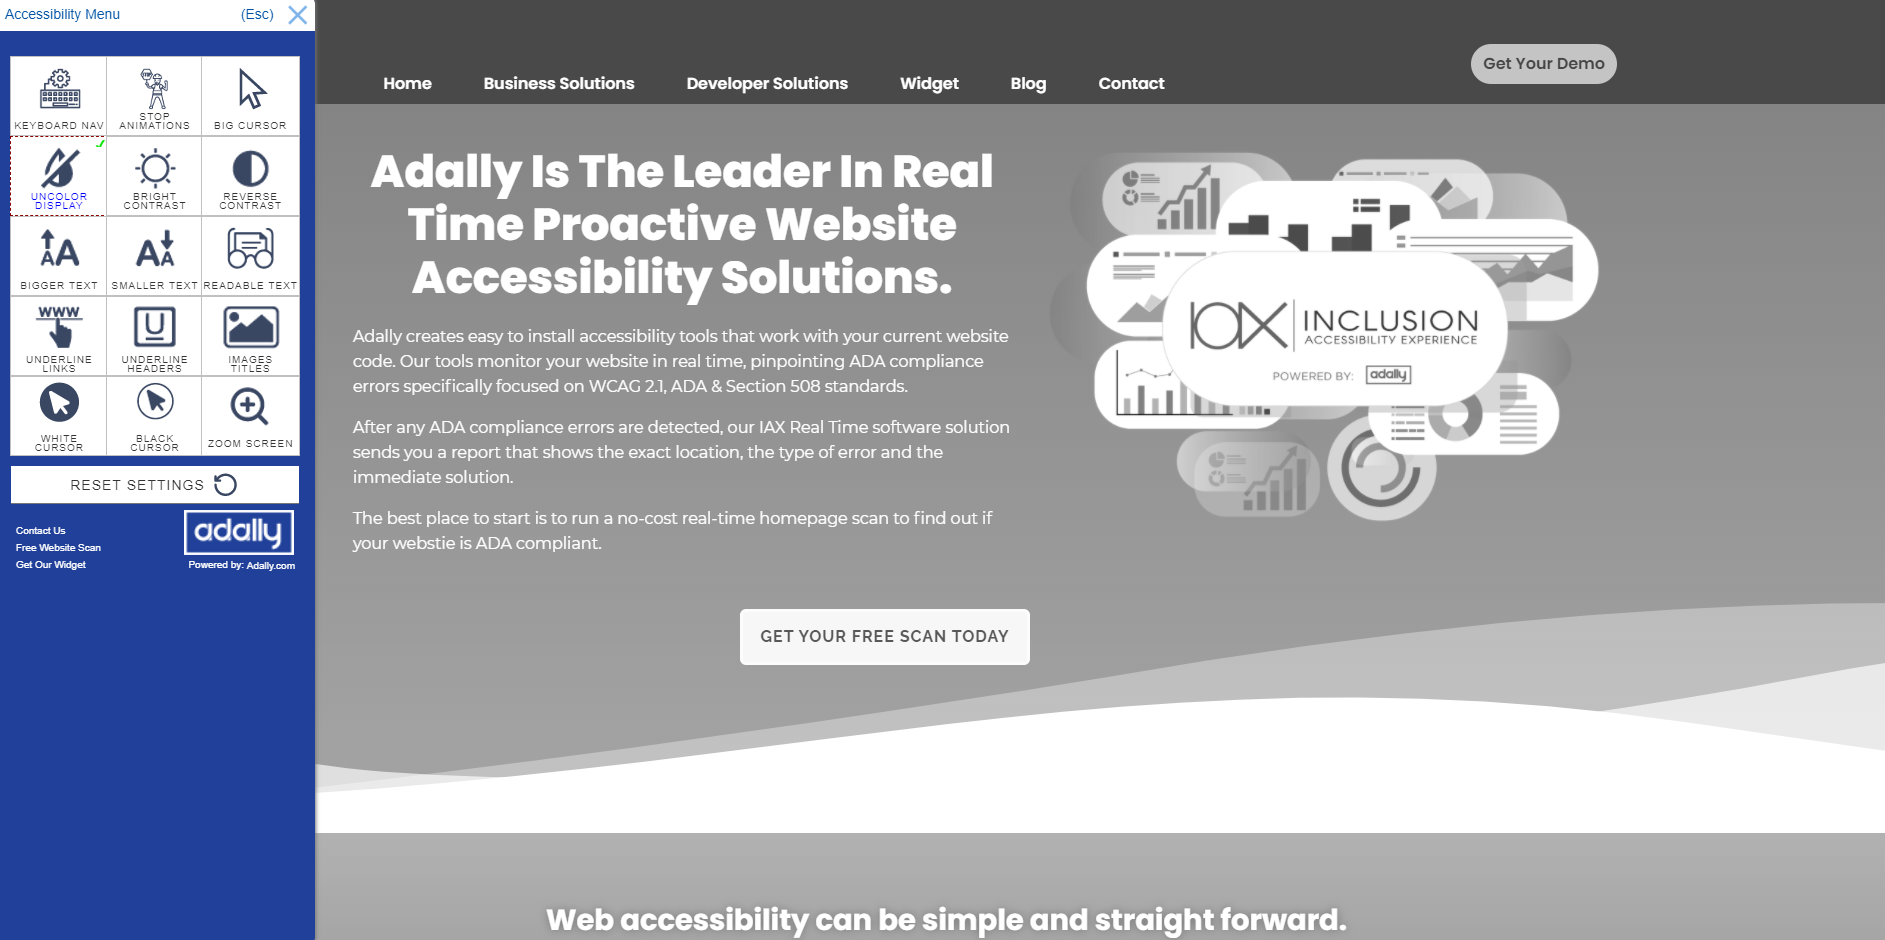 Accessibility Menu (Esc)
KEYBOARD NAV
STOP
ANIMATIONS
BIG CURSOR
UNCOLOR
DISPLAY
BRIGHT
CONTRAST
REVERSE
CONTRAST
BIGGER TEXT
SMALLER TEXT
READABLE TEXT
WWW
UNDERLINE
LINKS
U
UNDERLINE
HEADERS
IMAGES
TITLES
WHITE
CURSOR
BLACK
CURSOR
ZOOM SCREEN
RESET SETTINGS
Contact Us
Free Website Scan
Get Our Widget
adally
Powered by: Adally.com
Home Business Solutions Developer Solutions Widget Blog Contact
Get Your Demo
Adally Is The Leader In Real
Time Proactive Website
Accessibility Solutions.
Adally creates easy to install accessibility tools that work with your current website
code. Our tools monitor your website in real time, pinpointing ADA compliance
errors specifically focused on WCAG 2.1, ADA & Section 508 standards.
After any ADA compliance errors are detected, our IAX Real Time software solution
sends you a report that shows the exact location, the type of error and the
immediate solution.
The best place to start is to run a no-cost real-time homepage scan to find out if
your webstie is ADA compliant.
GET YOUR FREE SCAN TODAY
IAX INCLUSION
ACCESSIBILITY EXPERIENCE
POWERED BY: adally
Web accessibility can be simple and straight forward.